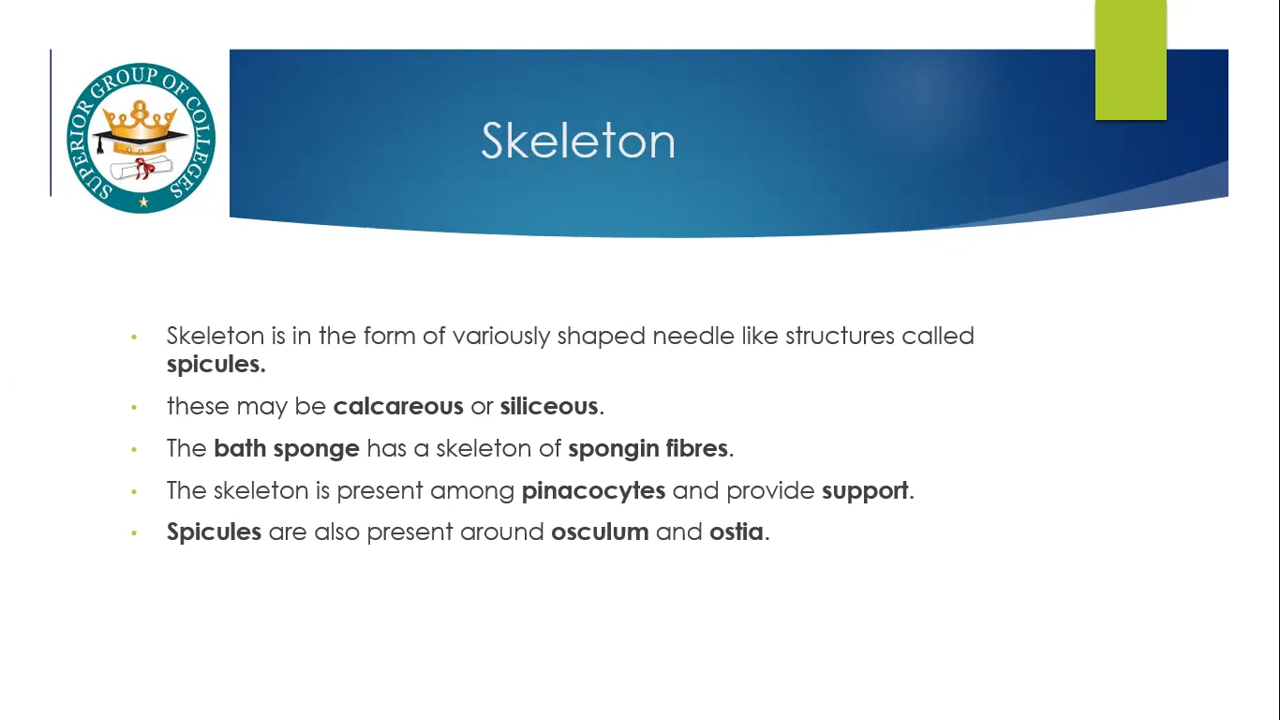 SUPERIOR GROUP OF COLLEGES
Skeleton
• Skeleton is in the form of variously shaped needle like structures called
spicules.
• these may be calcareous or siliceous.
• The bath sponge has a skeleton of spongin fibres.
• The skeleton is present among pinacocytes and provide support.
• Spicules are also present around osculum and ostia.